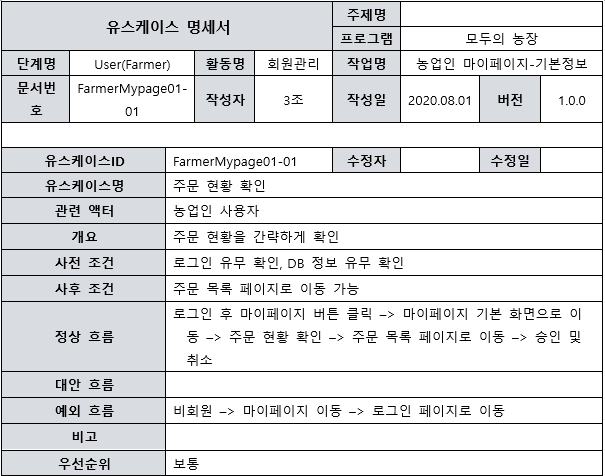 유스케이스 명세서
주제명
프로그램 모두의 농장
단계명 User(Farmer) 활동명 회원관리 작업명 농업인 마이페이지-기본정보
문서번호 FarmerMypage01-01 작성자 3조 작성일 2020.08.01 버전 1.0.0
유스케이스ID FarmerMypage01-01 수정자 수정일
유스케이스명 주문 현황 확인
관련 액터 농업인 사용자
개요 주문 현황을 간략하게 확인
사전 조건 로그인 유무 확인, DB 정보 유무 확인
사후 조건 주문 목록 페이지로 이동 가능
정상 흐름 로그인 후 마이페이지 버튼 클릭 –> 마이페이지 기본 화면으로 이
동 –> 주문 현황 확인 –> 주문 목록 페이지로 이동 –> 승인 및
취소
대안 흐름
예외 흐름 비회원 –> 마이페이지 이동 –> 로그인 페이지로 이동
비고
우선순위 보통